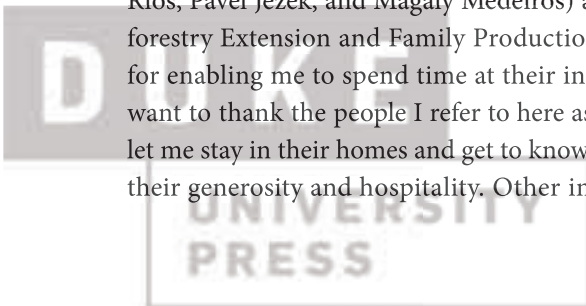 Rios, Pavel Jezek, and Magaly Medeiros) a
forestry Extension and Family Productio
for enabling me to spend time at their in
want to thank the people I refer to here as
let me stay in their homes and get to know
their generosity and hospitality. Other in
DUKE
UNIVERSITY
PRESS